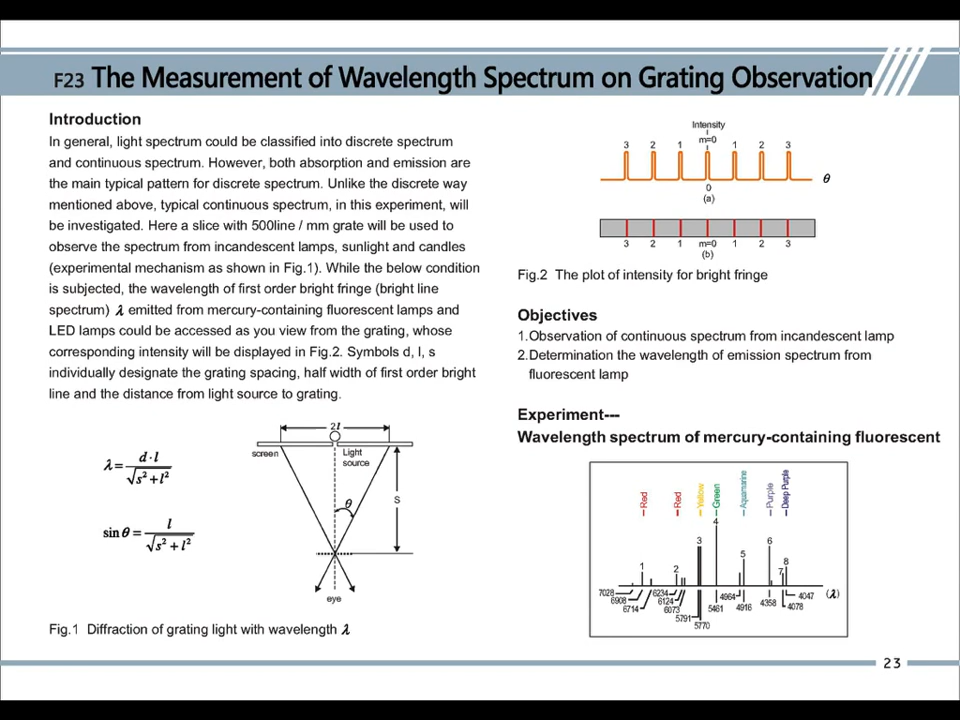 F23 The Measurement of Wavelength Spectrum on Grating Observation
Introduction
In general, light spectrum could be classified into discrete spectrum
and continuous spectrum. However, both absorption and emission are
the main typical pattern for discrete spectrum. Unlike the discrete way
mentioned above, typical continuous spectrum, in this experiment, will
be investigated. Here a slice with 500line / mm grate will be used to
observe the spectrum from incandescent lamps, sunlight and candles
(experimental mechanism as shown in Fig.1). While the below condition
is subjected, the wavelength of first order bright fringe (bright line
spectrum) λ emitted from mercury-containing fluorescent lamps and
LED lamps could be accessed as you view from the grating, whose
corresponding intensity will be displayed in Fig.2. Symbols d, l, s
individually designate the grating spacing, half width of first order bright
line and the distance from light source to grating.
λ = d·l / √s² + l²
sin θ = l / √s² + l²
2l
screen
Light
source
θ
S
eye
Fig.1 Diffraction of grating light with wavelength λ
Intensity
3 2 1 m=0 1 2 3
θ
0
(a)
3 2 1 m=0 1 2 3
(b)
Fig.2 The plot of intensity for bright fringe
Objectives
1.Observation of continuous spectrum from incandescent lamp
2.Determination the wavelength of emission spectrum from
fluorescent lamp
Experiment---
Wavelength spectrum of mercury-containing fluorescent
Red
Red
Yellow
Green
Aquamarine
Purple
Deep Purple
1 2 3 4 5 6 7 8
7028
6908
6714
6234
6124
6073
5791
5770
5461
4964
4916
4358
4078
4047
(λ)
23